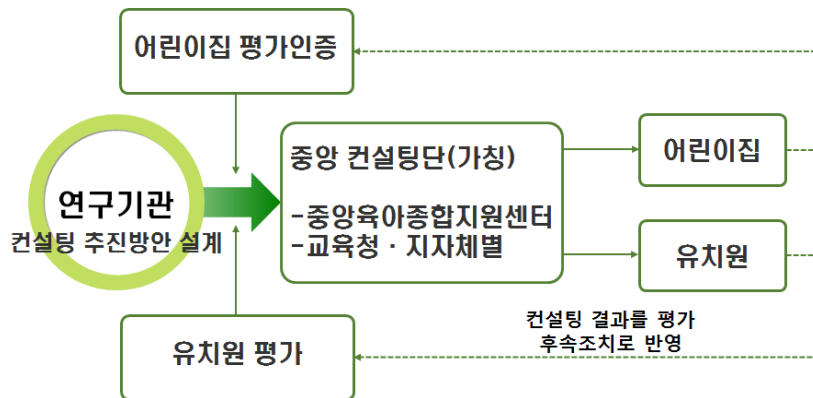 어린이집 평가인증
연구기관
컨설팅 추진방안 설계
중앙 컨설팅단(가칭)
-중앙육아종합지원센터
-교육청 · 지자체별
어린이집
유치원
유치원 평가
컨설팅 결과를 평가
후속조치로 반영